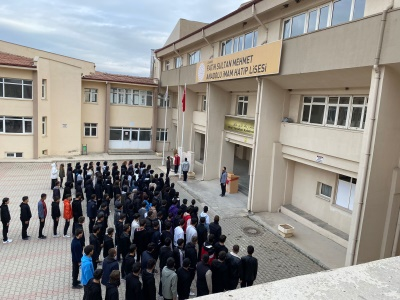 FATİH SULTAN MEHMET
ANADOLU İMAM HATİP LİSESİ